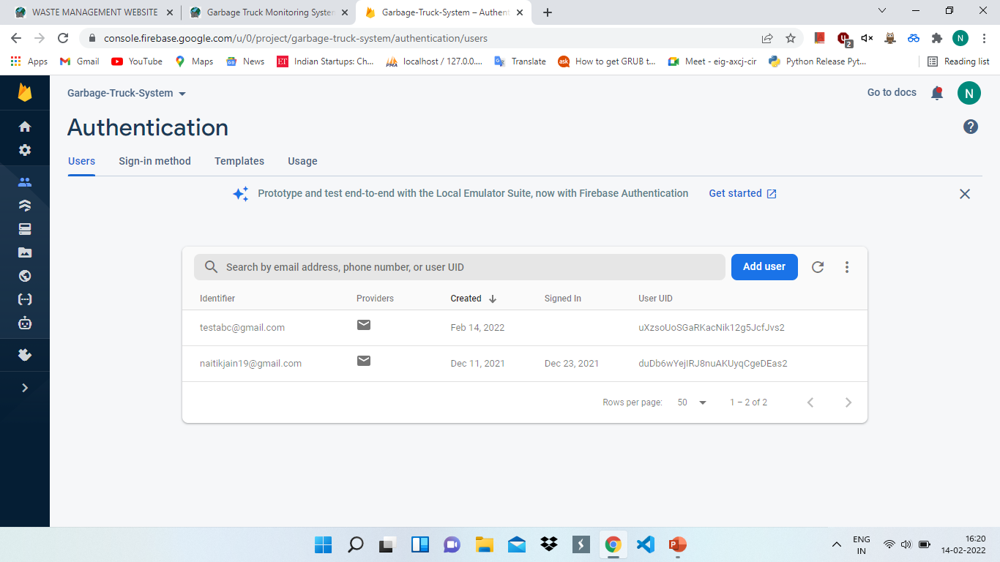 WASTE MANAGEMENT WEBSITE
Garbage Truck Monitoring System
Garbage-Truck-System – Authent
console.firebase.google.com/u/0/project/garbage-truck-system/authentication/users
2
N
Apps
Gmail
YouTube
Maps
News
ET
Indian Startups: Ch...
PMA
localhost / 127.0.0....
Translate
ask
How to get GRUB t...
Meet - eig-axcj-cir
Python Release Pyt...
Reading list
Garbage-Truck-System
Go to docs
N
Authentication
Users
Sign-in method
Templates
Usage
Prototype and test end-to-end with the Local Emulator Suite, now with Firebase Authentication
Get started
Search by email address, phone number, or user UID
Add user
Identifier
Providers
Created
Signed In
User UID
testabc@gmail.com
Feb 14, 2022
uXzsoUoSGaRKacNik12g5JcfJvs2
naitikjain19@gmail.com
Dec 11, 2021
Dec 23, 2021
duDb6wYejIRJ8nuAKUyqCgeDEas2
Rows per page:
50
1 – 2 of 2
ENG
IN
16:20
14-02-2022